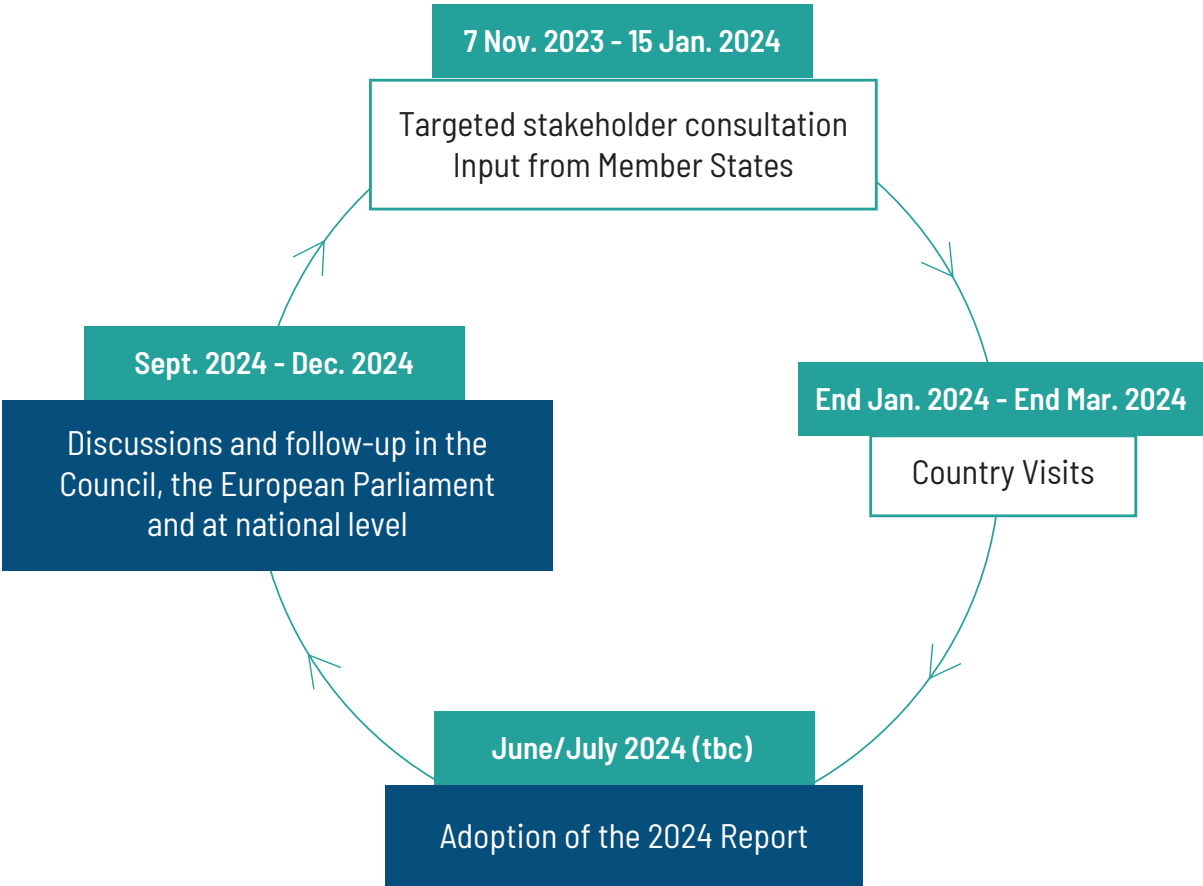 7 Nov. 2023 - 15 Jan. 2024
Targeted stakeholder consultation
Input from Member States
End Jan. 2024 - End Mar. 2024
Country Visits
June/July 2024 (tbc)
Adoption of the 2024 Report
Sept. 2024 - Dec. 2024
Discussions and follow-up in the
Council, the European Parliament
and at national level